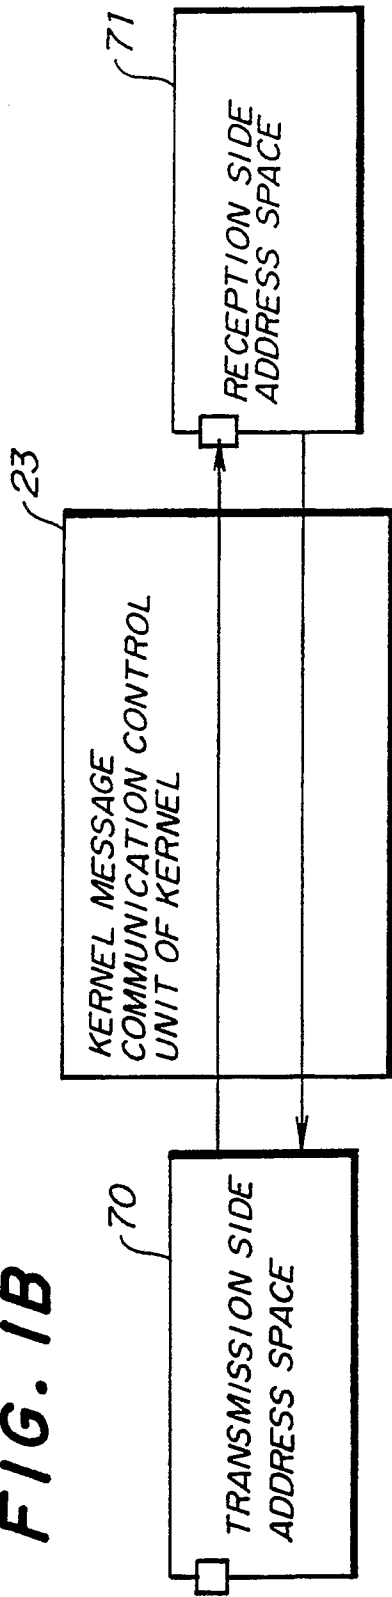 FIG. 1B
70
TRANSMISSION SIDE
ADDRESS SPACE
23
KERNEL MESSAGE
COMMUNICATION CONTROL
UNIT OF KERNEL
71
RECEPTION SIDE
ADDRESS SPACE